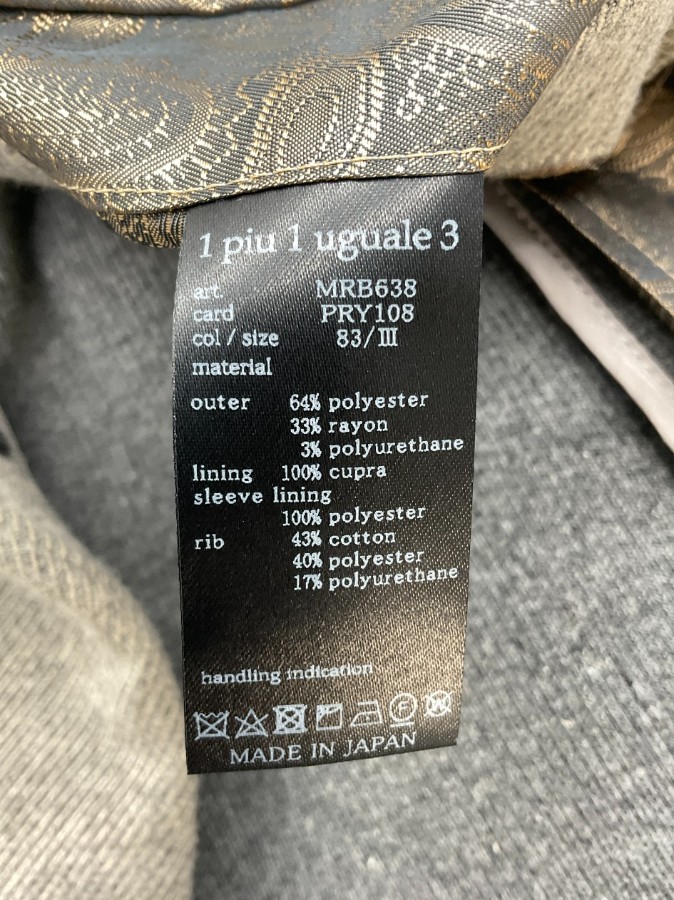 1 piu 1 uguale 3
art. MRB638
card PRY108
col / size 83/III
material
outer 64% polyester
33% rayon
3% polyurethane
lining 100% cupra
sleeve lining
100% polyester
rib 43% cotton
40% polyester
17% polyurethane
handling indication
MADE IN JAPAN